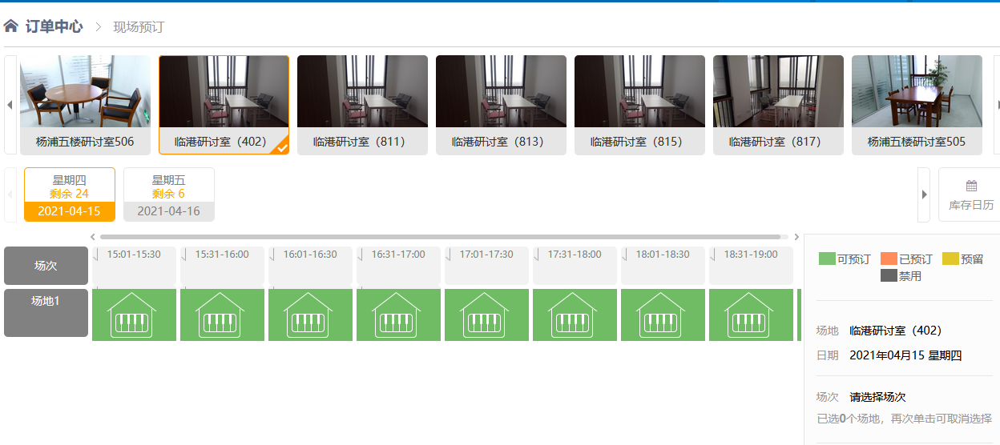 订单中心 现场预订
杨浦五楼研讨室506
临港研讨室（402）
临港研讨室（811）
临港研讨室（813）
临港研讨室（815）
临港研讨室（817）
杨浦五楼研讨室505
星期四
剩余 24
2021-04-15
星期五
剩余 6
2021-04-16
库存日历
场次 15:01-15:30 15:31-16:00 16:01-16:30 16:31-17:00 17:01-17:30 17:31-18:00 18:01-18:30 18:31-19:00
场地1
可预订 已预订 预留
禁用
场地 临港研讨室（402）
日期 2021年04月15 星期四
场次 请选择场次
已选0个场地，再次单击可取消选择